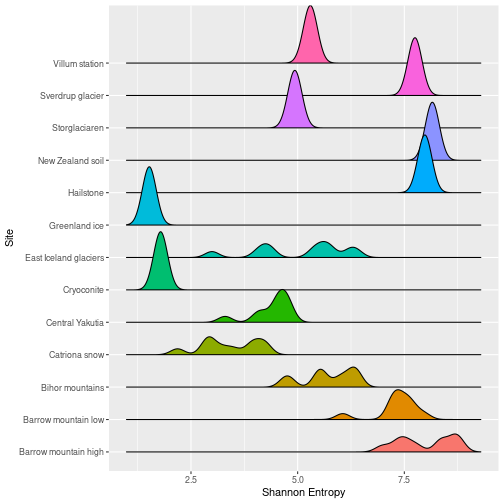 Villum station
Sverdrup glacier
Storglaciaren
New Zealand soil
Hailstone
Greenland ice
East Iceland glaciers
Cryoconite
Central Yakutia
Catriona snow
Bihor mountains
Barrow mountain low
Barrow mountain high
Site
2.5 5.0 7.5
Shannon Entropy